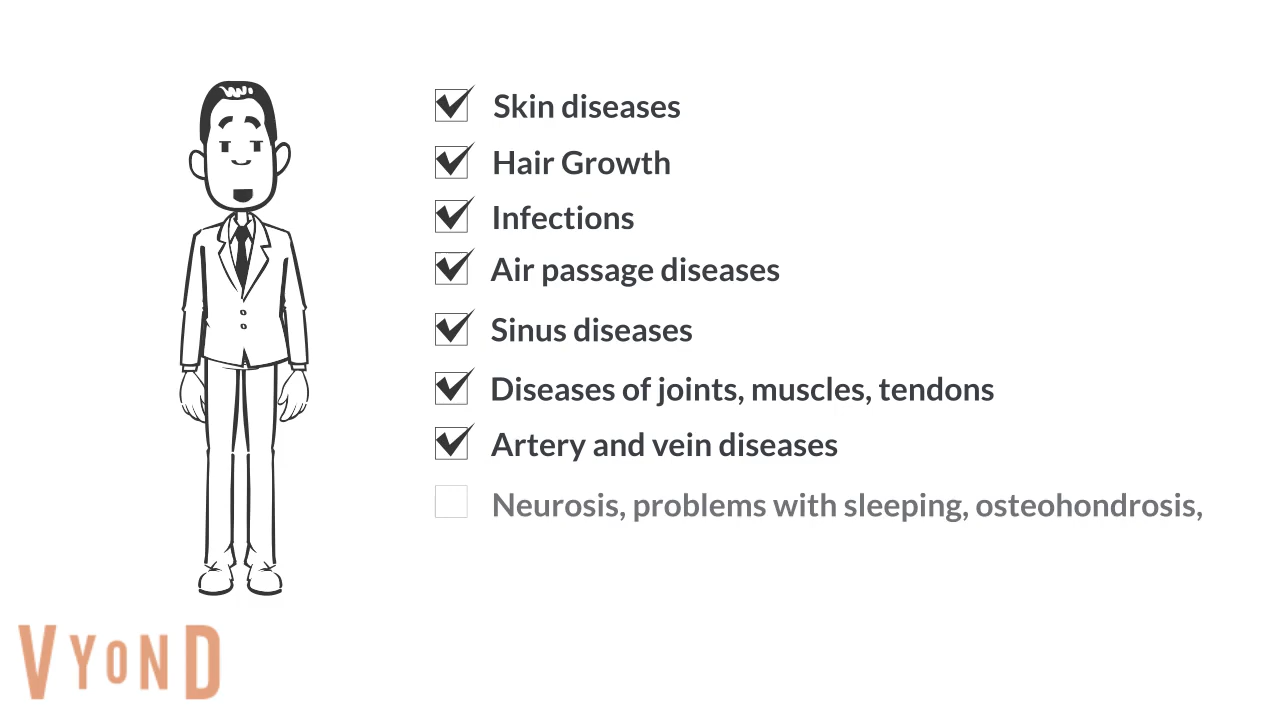 Skin diseases
Hair Growth
Infections
Air passage diseases
Sinus diseases
Diseases of joints, muscles, tendons
Artery and vein diseases
Neurosis, problems with sleeping, osteohondrosis,
VYOND